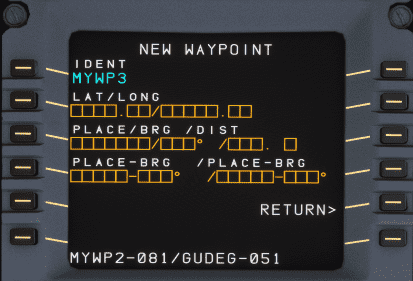 NEW WAYPOINT
IDENT
MYWP3
LAT/LONG
□□□□.□□/□□□□□.□□
PLACE/BRG /DIST
□□□□□□□/□□□° /□□□. □
PLACE-BRG /PLACE-BRG
□□□□□-□□□° /□□□□□-□□□°
RETURN>
MYWP2-081/GUDEG-051